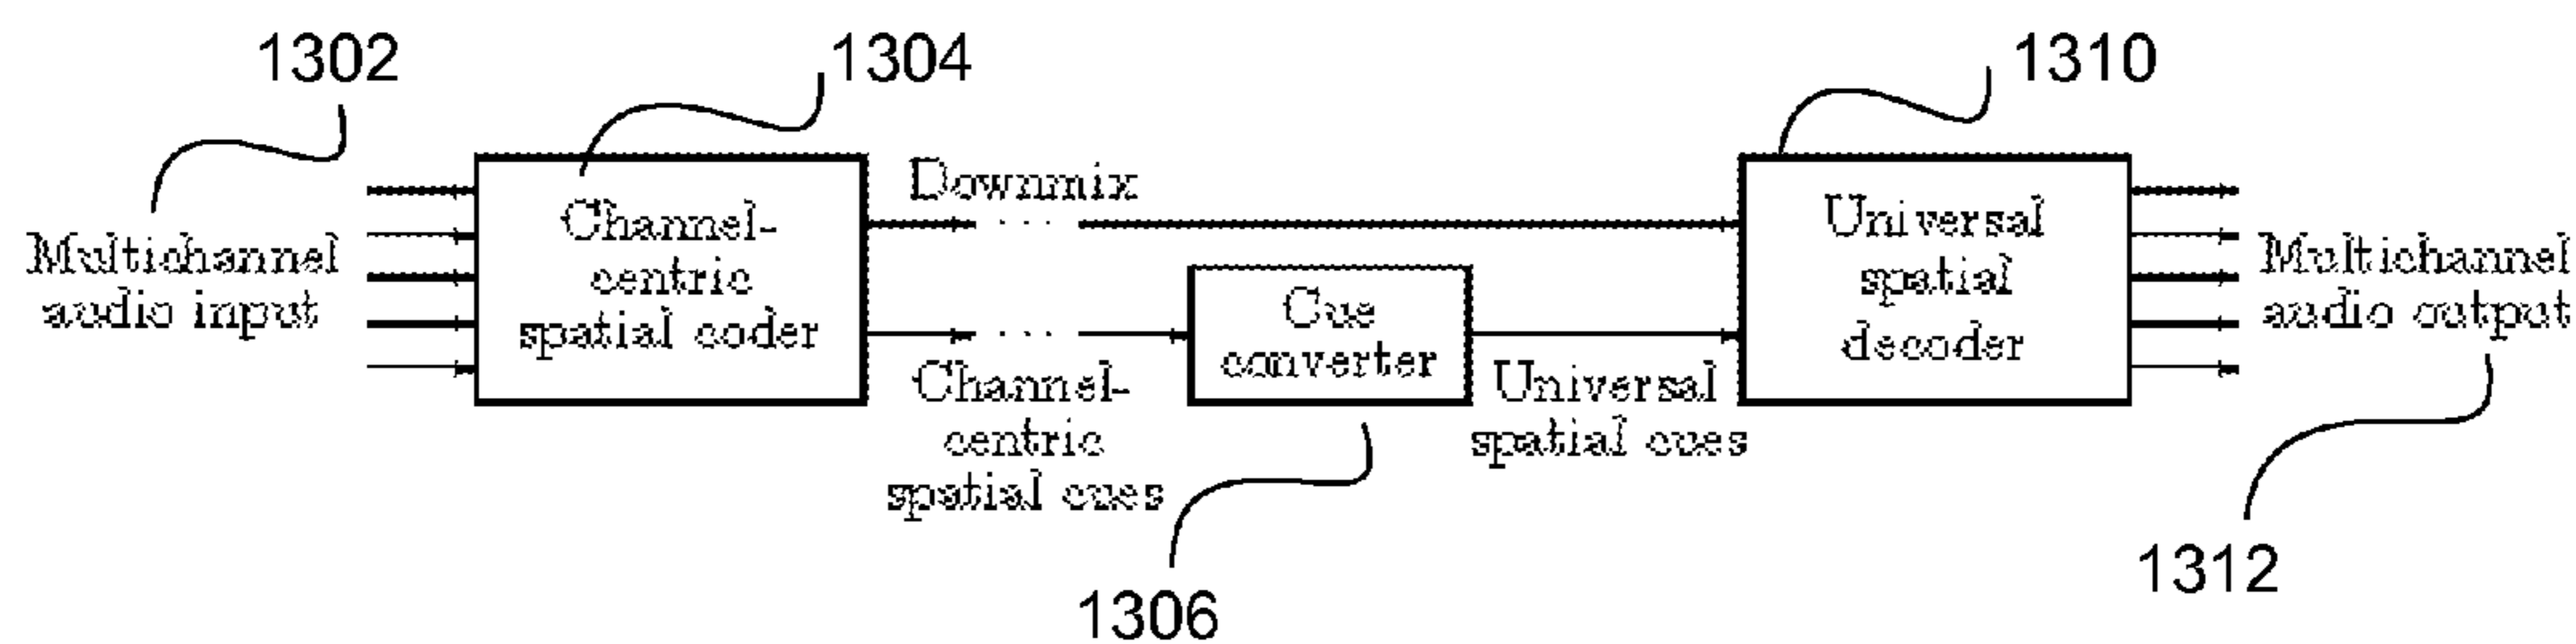 1302
1304
1310
Multichannel
audio input
Channel-
centric
spatial coder
Downmix
Channel-
centric
spatial cues
Cue
converter
Universal
spatial cues
Universal
spatial
decoder
Multichannel
audio output
1306
1312